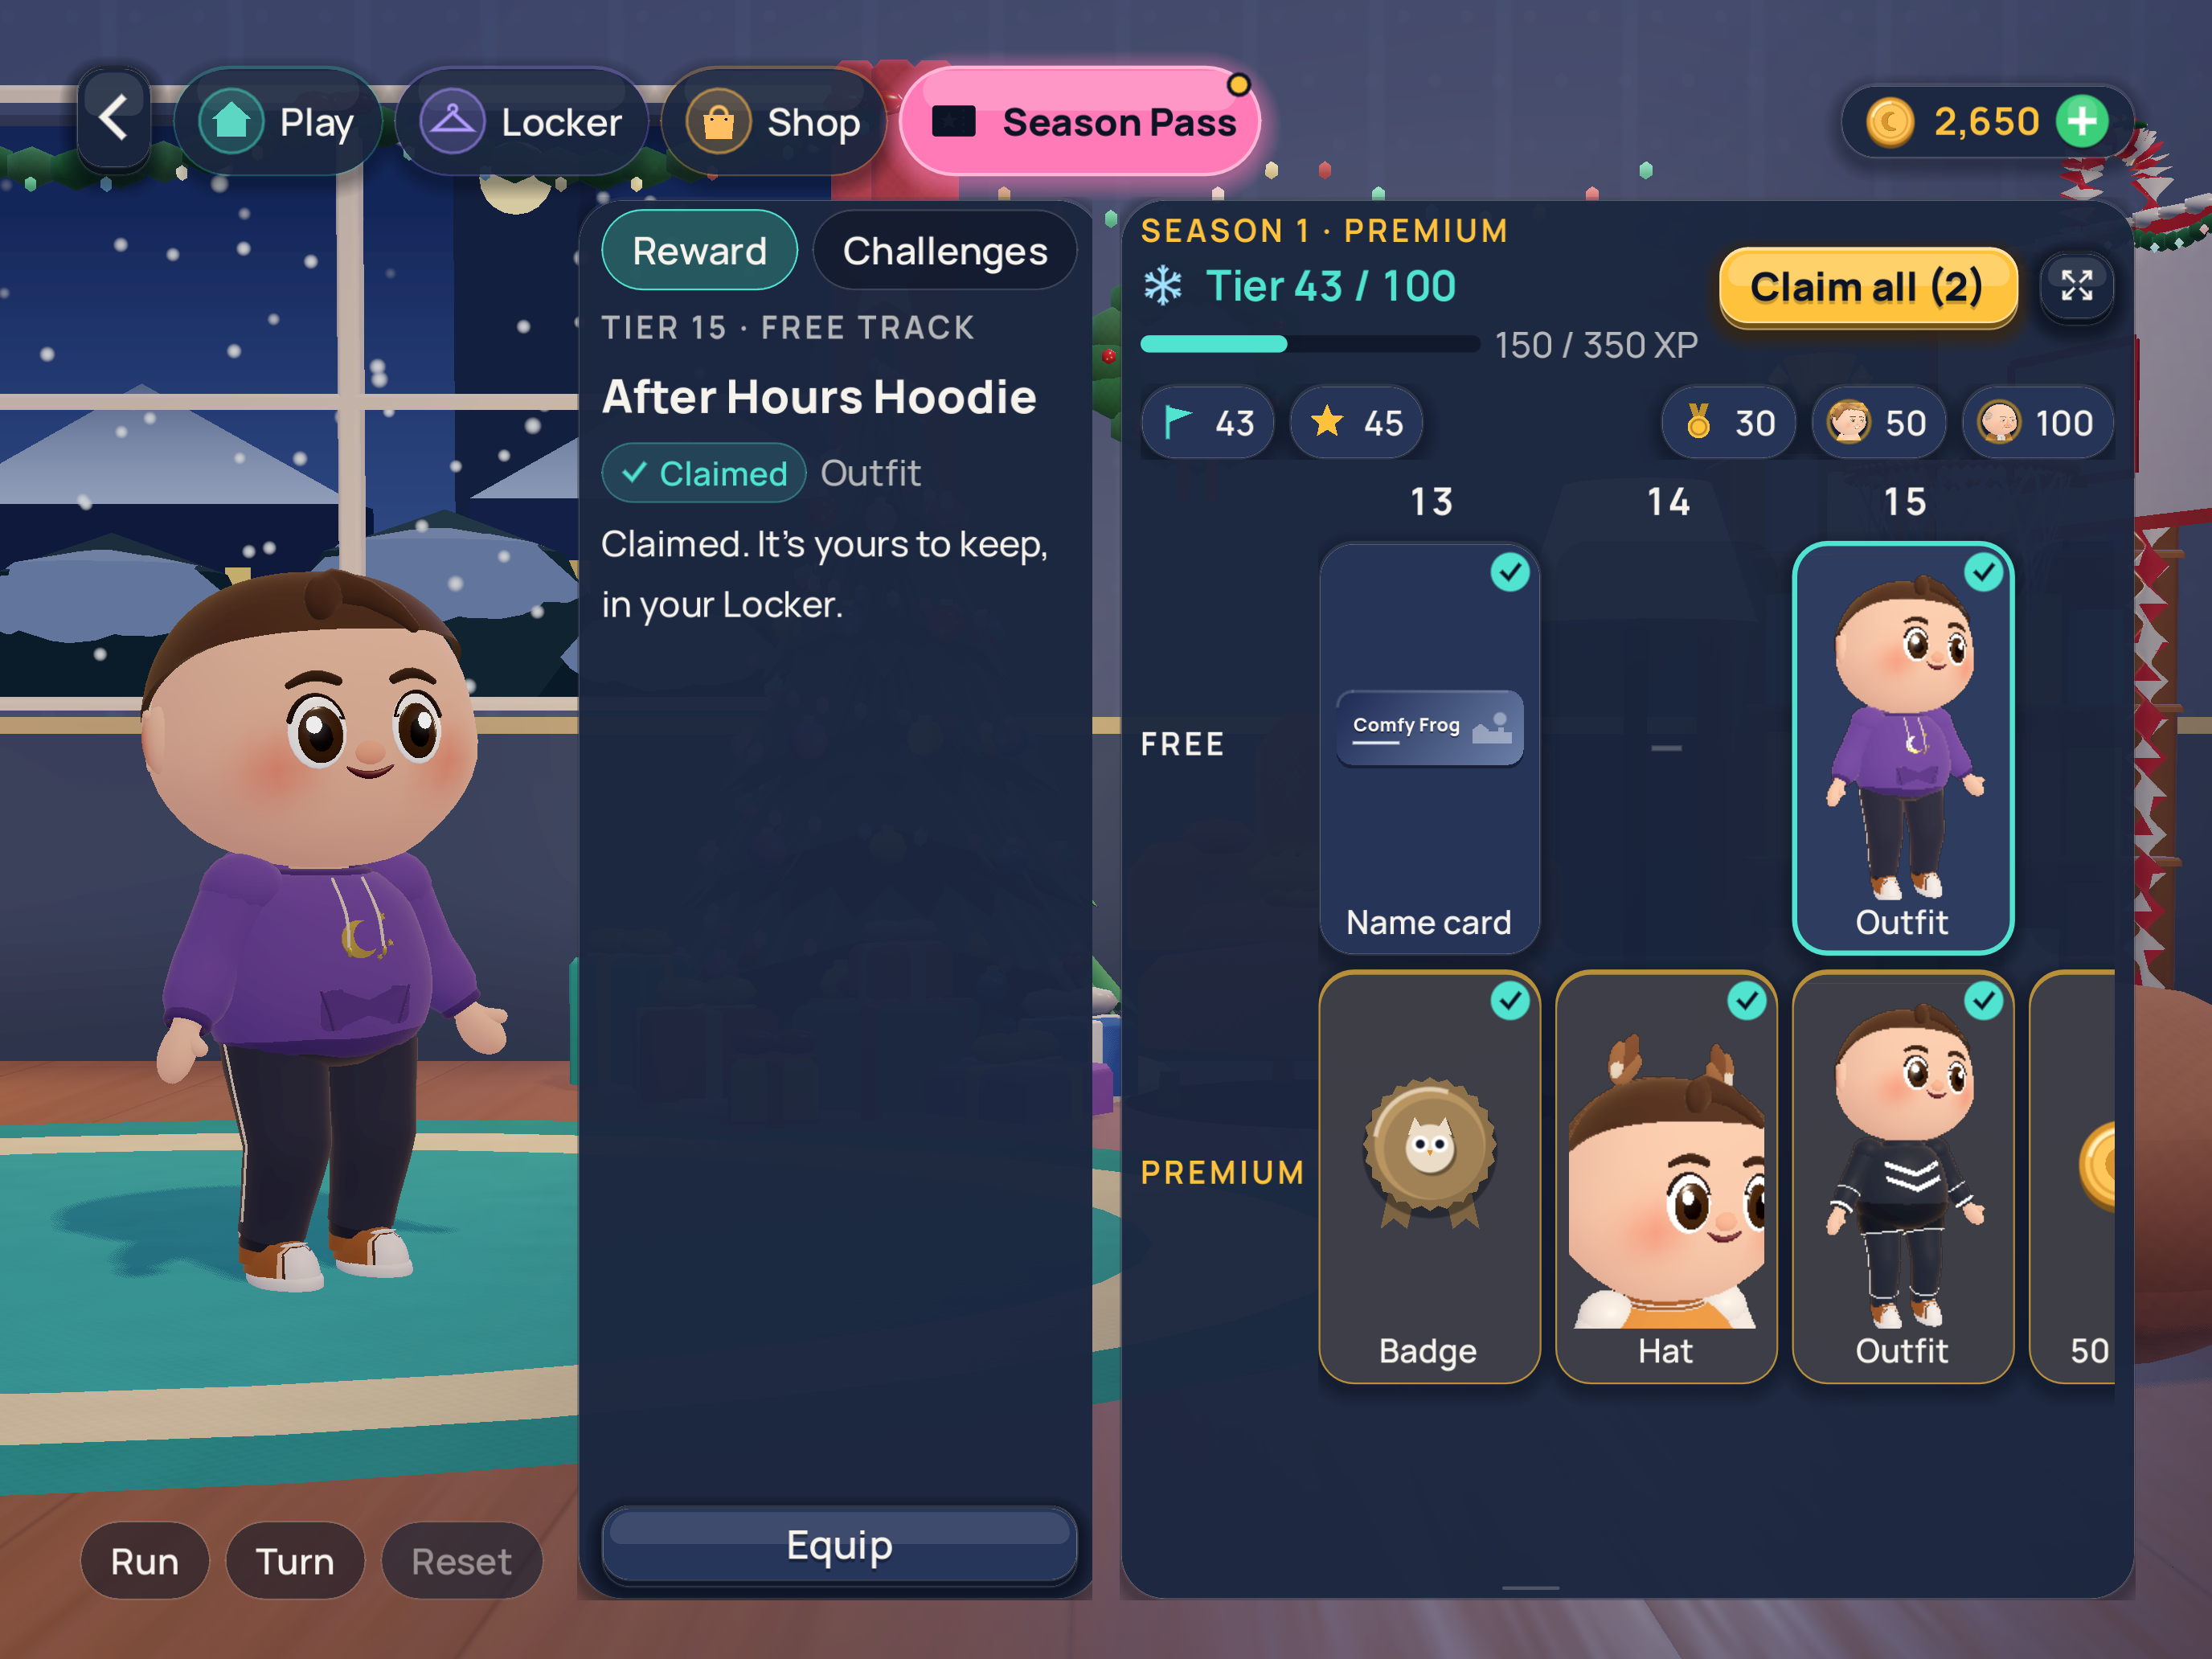 Play
Locker
Shop
Season Pass
2,650
Reward
Challenges
TIER 15 · FREE TRACK
After Hours Hoodie
Claimed
Outfit
Claimed. It's yours to keep,
in your Locker.
Equip
Run
Turn
Reset
SEASON 1 · PREMIUM
Tier 43 / 100
150 / 350 XP
Claim all (2)
43
45
30
50
100
13
14
15
FREE
Comfy Frog
Name card
Outfit
PREMIUM
Badge
Hat
Outfit
50